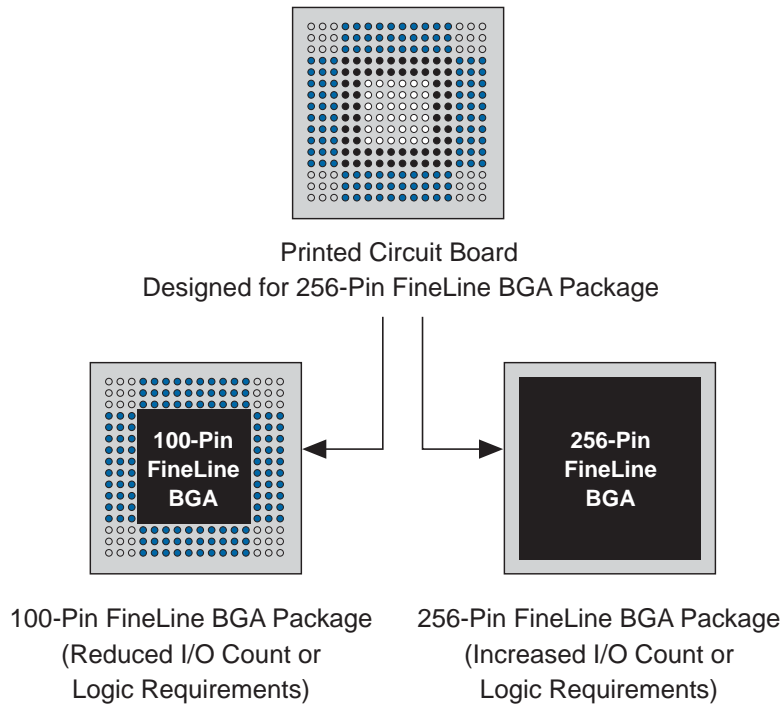 Printed Circuit Board
Designed for 256-Pin FineLine BGA Package
100-Pin
FineLine
BGA
256-Pin
FineLine
BGA
100-Pin FineLine BGA Package
(Reduced I/O Count or
Logic Requirements)
256-Pin FineLine BGA Package
(Increased I/O Count or
Logic Requirements)